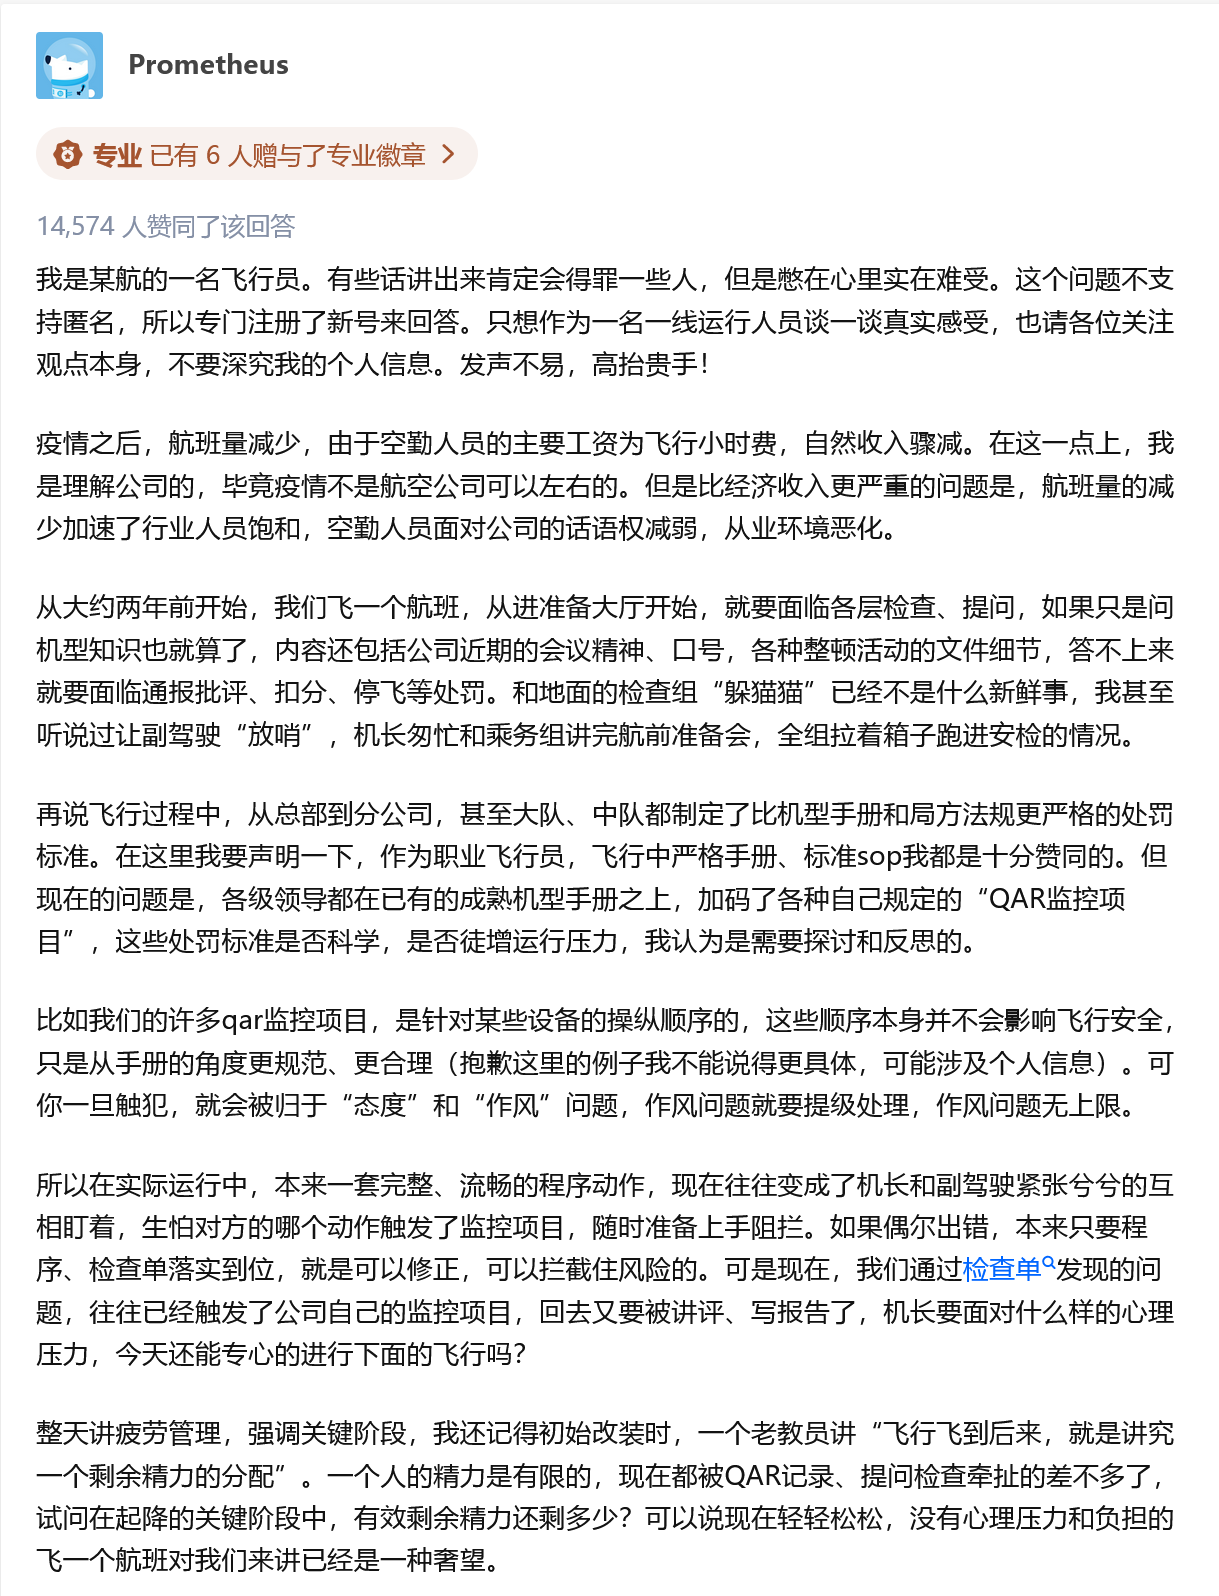 Prometheus
专业 已有 6 人赠与了专业徽章
14,574 人赞同了该回答
我是某航的一名飞行员。有些话讲出来肯定会得罪一些人，但是憋在心里实在难受。这个问题不支
持匿名，所以专门注册了新号来回答。只想作为一名一线运行人员谈一谈真实感受，也请各位关注
观点本身，不要深究我的个人信息。发声不易，高抬贵手！
疫情之后，航班量减少，由于空勤人员的主要工资为飞行小时费，自然收入骤减。在这一点上，我
是理解公司的，毕竟疫情不是航空公司可以左右的。但是比经济收入更严重的问题是，航班量的减
少加速了行业人员饱和，空勤人员面对公司的话语权减弱，从业环境恶化。
从大约两年前开始，我们飞一个航班，从进准备大厅开始，就要面临各层检查、提问，如果只是问
机型知识也就算了，内容还包括公司近期的会议精神、口号，各种整顿活动的文件细节，答不上来
就要面临通报批评、扣分、停飞等处罚。和地面的检查组“躲猫猫”已经不是什么新鲜事，我甚至
听说过让副驾驶“放哨”，机长匆忙和乘务组讲完航前准备会，全组拉着箱子跑进安检的情况。
再说飞行过程中，从总部到分公司，甚至大队、中队都制定了比机型手册和局方法规更严格的处罚
标准。在这里我要声明一下，作为职业飞行员，飞行中严格手册、标准sop我都是十分赞同的。但
现在的问题是，各级领导都在已有的成熟机型手册之上，加码了各种自己规定的“QAR监控项
目”，这些处罚标准是否科学，是否徒增运行压力，我认为是需要探讨和反思的。
比如我们的许多qar监控项目，是针对某些设备的操纵顺序的，这些顺序本身并不会影响飞行安全，
只是从手册的角度更规范、更合理（抱歉这里的例子我不能说得更具体，可能涉及个人信息）。可
你一旦触犯，就会被归于“态度”和“作风”问题，作风问题就要提级处理，作风问题无上限。
所以在实际运行中，本来一套完整、流畅的程序动作，现在往往变成了机长和副驾驶紧张兮兮的互
相盯着，生怕对方的哪个动作触发了监控项目，随时准备上手阻拦。如果偶尔出错，本来只要程
序、检查单落实到位，就是可以修正，可以拦截住风险的。可是现在，我们通过检查单发现的问
题，往往已经触发了公司自己的监控项目，回去又要被讲评、写报告了，机长要面对什么样的心理
压力，今天还能专心的进行下面的飞行吗？
整天讲疲劳管理，强调关键阶段，我还记得初始改装时，一个老教员讲“飞行飞到后来，就是讲究
一个剩余精力的分配”。一个人的精力是有限的，现在都被QAR记录、提问检查牵扯的差不多了，
试问在起降的关键阶段中，有效剩余精力还剩多少？可以说现在轻轻松松，没有心理压力和负担的
飞一个航班对我们来讲已经是一种奢望。